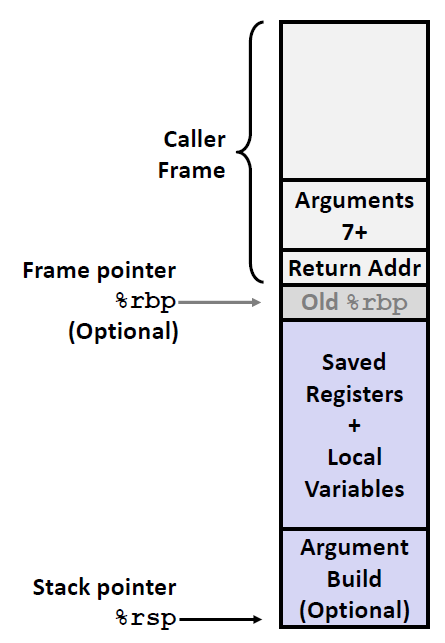 Caller
Frame
Arguments
7+
Return Addr
Frame pointer
%rbp
(Optional)
Old %rbp
Saved
Registers
+
Local
Variables
Argument
Build
(Optional)
Stack pointer
%rsp